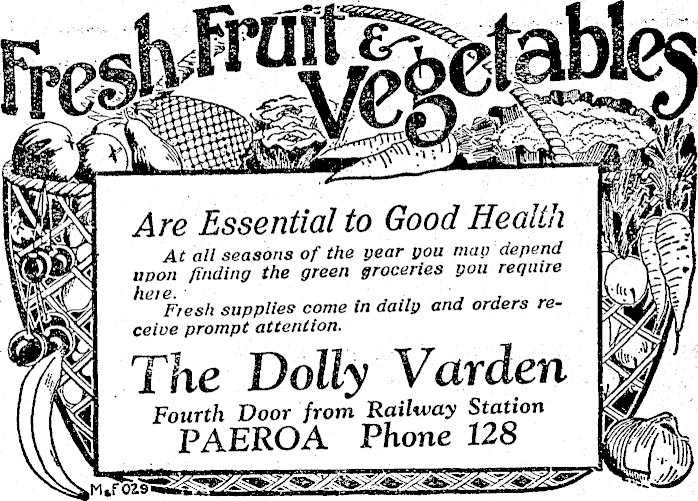 Fresh Fruit & Vegetables
Are Essential to Good Health
At all seasons of the year you may depend
upon finding the green groceries you require
here.
Fresh supplies come in daily and orders re-
ceive prompt attention.
The Dolly Varden
Fourth Door from Railway Station
PAEROA Phone 128
M&F 029